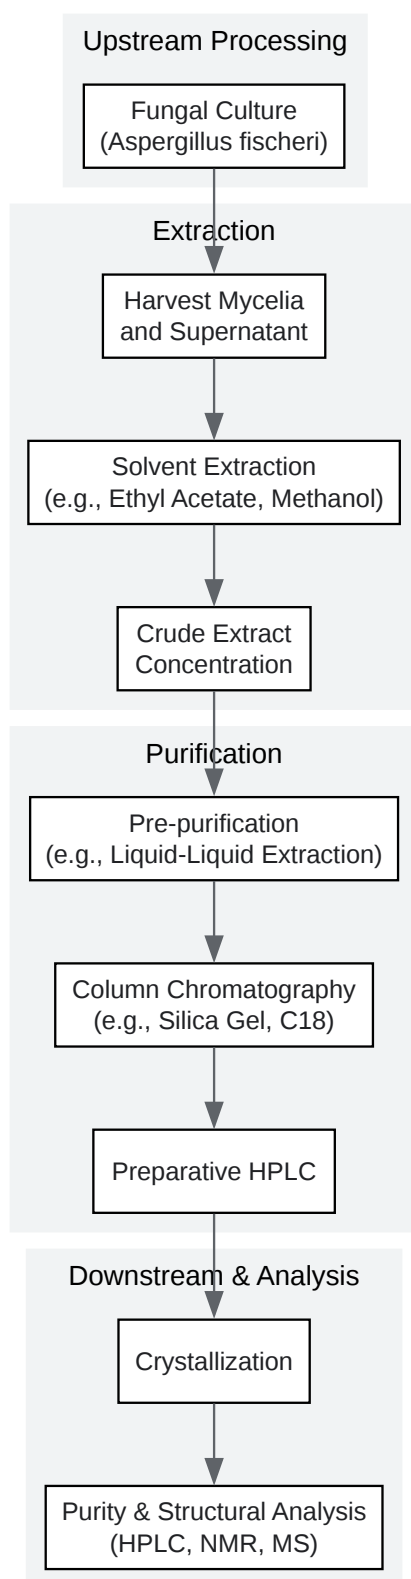 Upstream Processing
Fungal Culture
(Aspergillus fischeri)
Extraction
Harvest Mycelia
and Supernatant
Solvent Extraction
(e.g., Ethyl Acetate, Methanol)
Crude Extract
Concentration
Purification
Pre-purification
(e.g., Liquid-Liquid Extraction)
Column Chromatography
(e.g., Silica Gel, C18)
Preparative HPLC
Downstream & Analysis
Crystallization
Purity & Structural Analysis
(HPLC, NMR, MS)